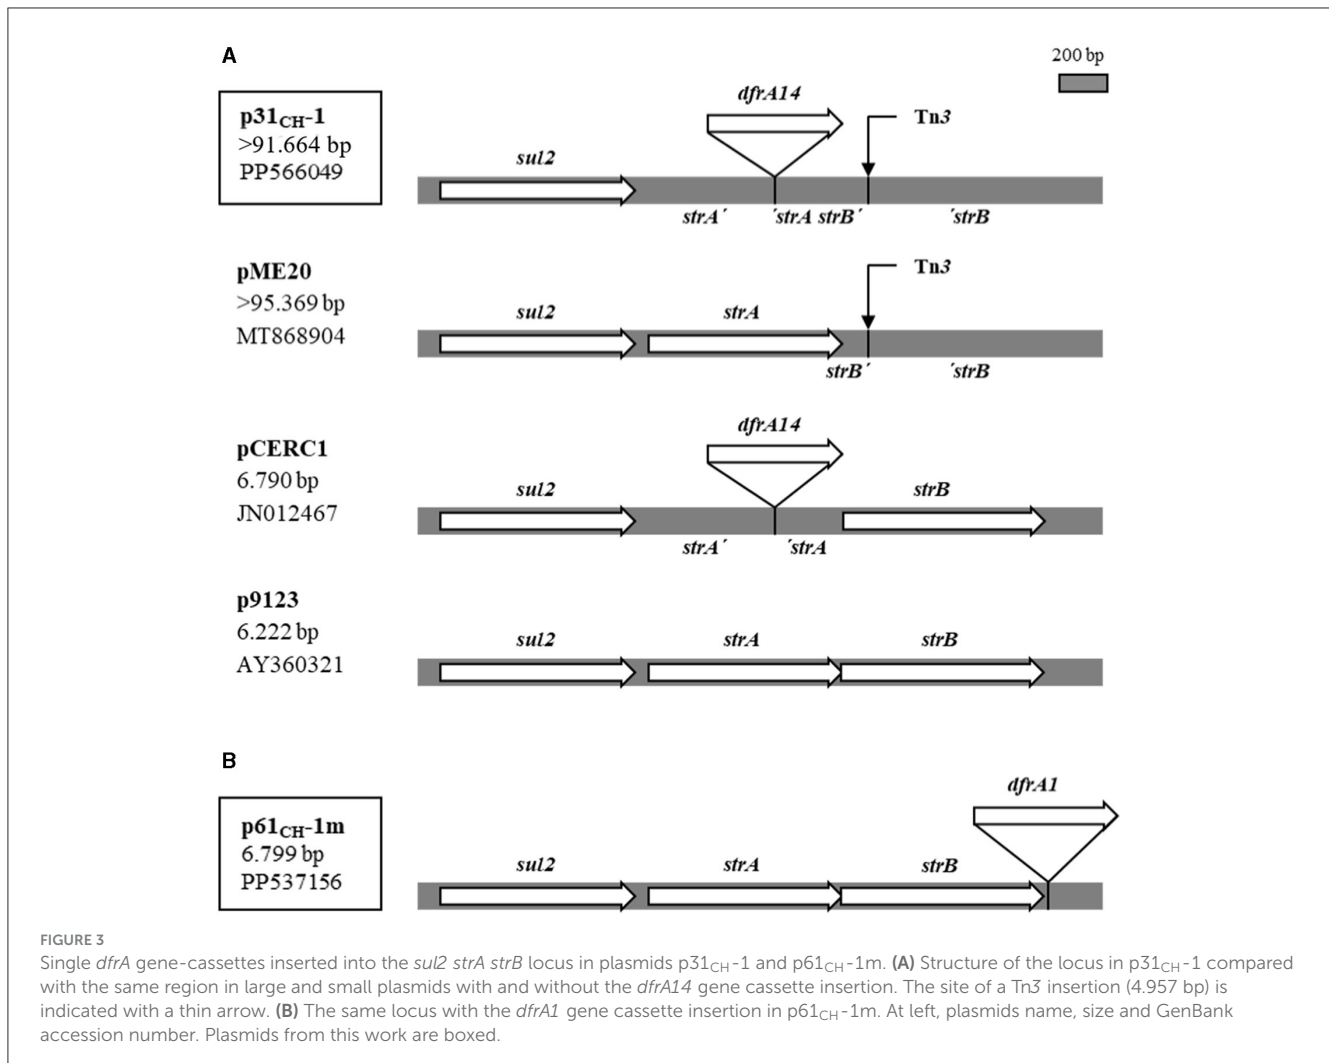 A
200 bp
p31CH-1
>91.664 bp
PP566049
dfrA14
Tn3
sul2
strA´ ´strA strB´ ´strB
pME20
>95.369 bp
MT868904
Tn3
sul2 strA
strB´ ´strB
pCERC1
6.790 bp
JN012467
dfrA14
sul2 strB
strA´ ´strA
p9123
6.222 bp
AY360321
sul2 strA strB
B
p61CH-1m
6.799 bp
PP537156
dfrA1
sul2 strA strB
FIGURE 3
Single dfrA gene-cassettes inserted into the sul2 strA strB locus in plasmids p31CH-1 and p61CH-1m. (A) Structure of the locus in p31CH-1 compared
with the same region in large and small plasmids with and without the dfrA14 gene cassette insertion. The site of a Tn3 insertion (4.957 bp) is
indicated with a thin arrow. (B) The same locus with the dfrA1 gene cassette insertion in p61CH-1m. At left, plasmids name, size and GenBank
accession number. Plasmids from this work are boxed.